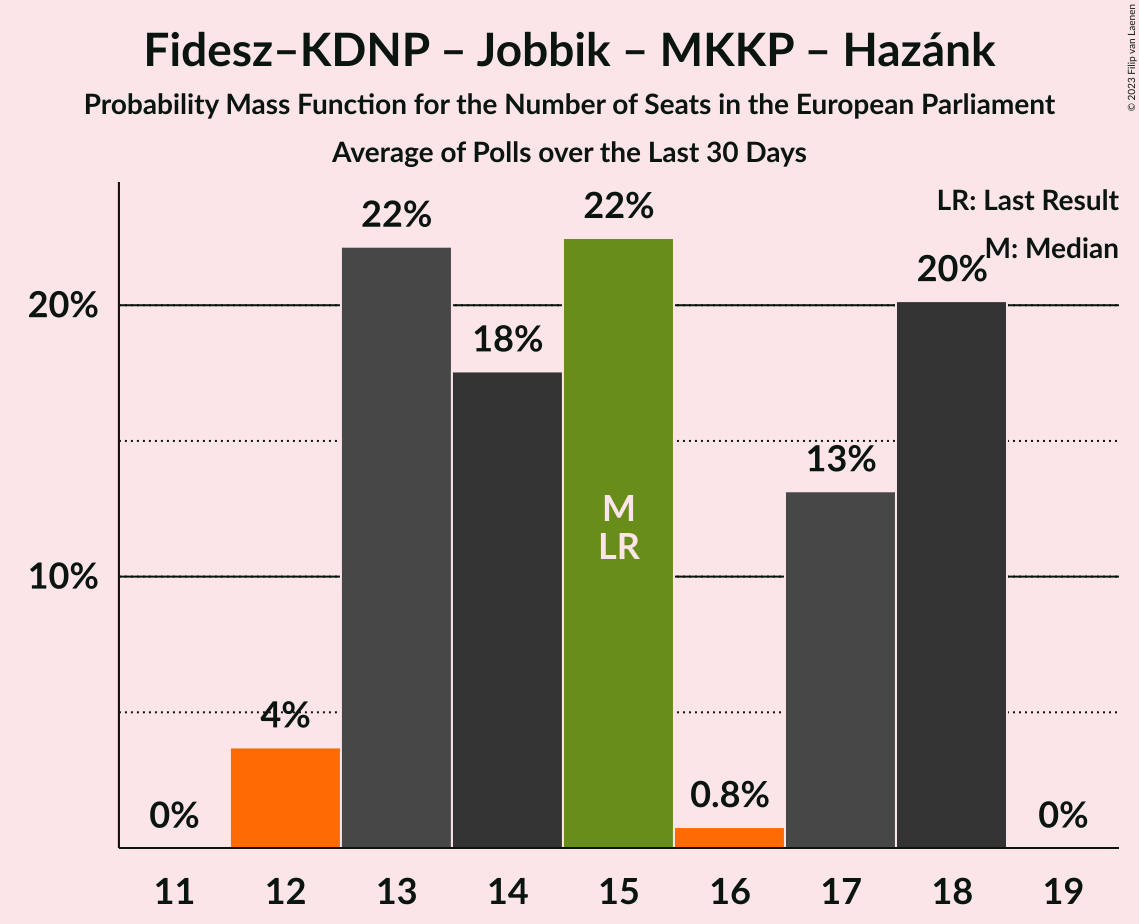 Fidesz–KDNP – Jobbik – MKKP – Hazánk
Probability Mass Function for the Number of Seats in the European Parliament
Average of Polls over the Last 30 Days
© 2023 Filip van Laenen
LR: Last Result
M: Median
20%
10%
0%
4%
22%
18%
22%
0.8%
13%
20%
0%
M
LR
11 12 13 14 15 16 17 18 19